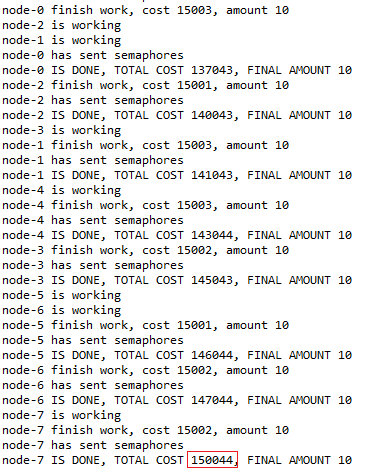 node-0 finish work, cost 15003, amount 10
node-2 is working
node-1 is working
node-0 has sent semaphores
node-0 IS DONE, TOTAL COST 137043, FINAL AMOUNT 10
node-2 finish work, cost 15001, amount 10
node-2 has sent semaphores
node-2 IS DONE, TOTAL COST 140043, FINAL AMOUNT 10
node-3 is working
node-1 finish work, cost 15003, amount 10
node-1 has sent semaphores
node-1 IS DONE, TOTAL COST 141043, FINAL AMOUNT 10
node-4 is working
node-4 finish work, cost 15003, amount 10
node-4 has sent semaphores
node-4 IS DONE, TOTAL COST 143044, FINAL AMOUNT 10
node-3 finish work, cost 15002, amount 10
node-3 has sent semaphores
node-3 IS DONE, TOTAL COST 145043, FINAL AMOUNT 10
node-5 is working
node-6 is working
node-5 finish work, cost 15001, amount 10
node-5 has sent semaphores
node-5 IS DONE, TOTAL COST 146044, FINAL AMOUNT 10
node-6 finish work, cost 15002, amount 10
node-6 has sent semaphores
node-6 IS DONE, TOTAL COST 147044, FINAL AMOUNT 10
node-7 is working
node-7 finish work, cost 15002, amount 10
node-7 has sent semaphores
node-7 IS DONE, TOTAL COST 150044, FINAL AMOUNT 10